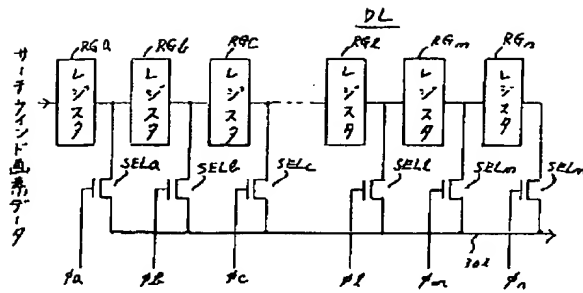 DL
RGa
RGb
RGc
RGl
RGm
RGn
レジスタ
レジスタ
レジスタ
レジスタ
レジスタ
レジスタ
サーチウインド画素データ
SELa
SELb
SELc
SELl
SELm
SELn
φa
φb
φc
φl
φm
φn